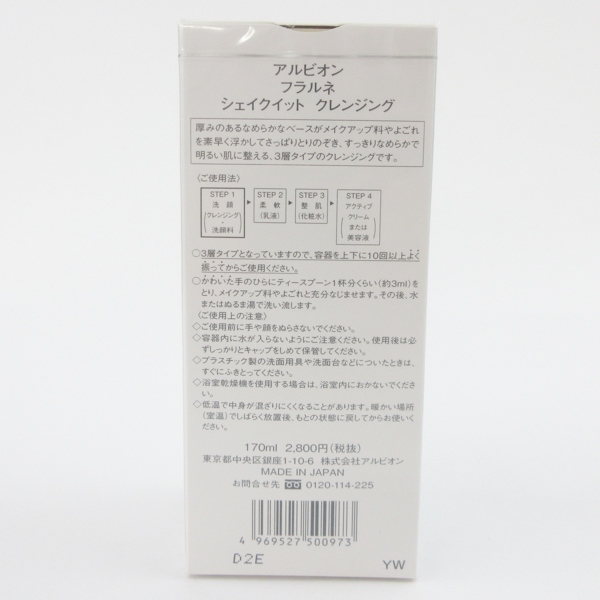 アルビオン
フラルネ
シェイクイット クレンジング
厚みのあるなめらかなベースがメイクアップ料やよごれ
を素早く浮かしてさっぱりとりのぞき、すっきりなめらかで
明るい肌に整える、3層タイプのクレンジングです。
〈ご使用法〉
STEP 1
洗顔
(クレンジング・洗顔料)
STEP 2
柔軟
(乳液)
STEP 3
整肌
(化粧水)
STEP 4
アクティブ
(クリームまたは美容液)
○3層タイプとなっていますので、容器を上下に10回以上よく
振ってからご使用ください。
○かわいた手のひらにティースプーン1杯分くらい(約3ml)を
とり、メイクアップ料やよごれと充分なじませます。その後、水
またはぬるま湯で洗い流します。
〈ご使用上の注意〉
◇ご使用前に手や顔をぬらさないでください。
◇容器内に水が入らないようにご注意ください。使用後は必
ずしっかりとキャップをしめて保管してください。
◇プラスチック製の洗面用具や洗面台などについたときは、
すぐにふきとってください。
◇浴室乾燥機を使用する場合は、浴室内におかないでくださ
い。
◇低温で中身が混ざりにくくなることがあります。暖かい場所
(室温)でしばらく放置後、もとの状態に戻してからお使いく
ださい。
170ml 2,800円(税抜)
東京都中央区銀座1-10-6 株式会社アルビオン
MADE IN JAPAN
お問合せ先 0120-114-225
4 969527 500973
D2E
YW